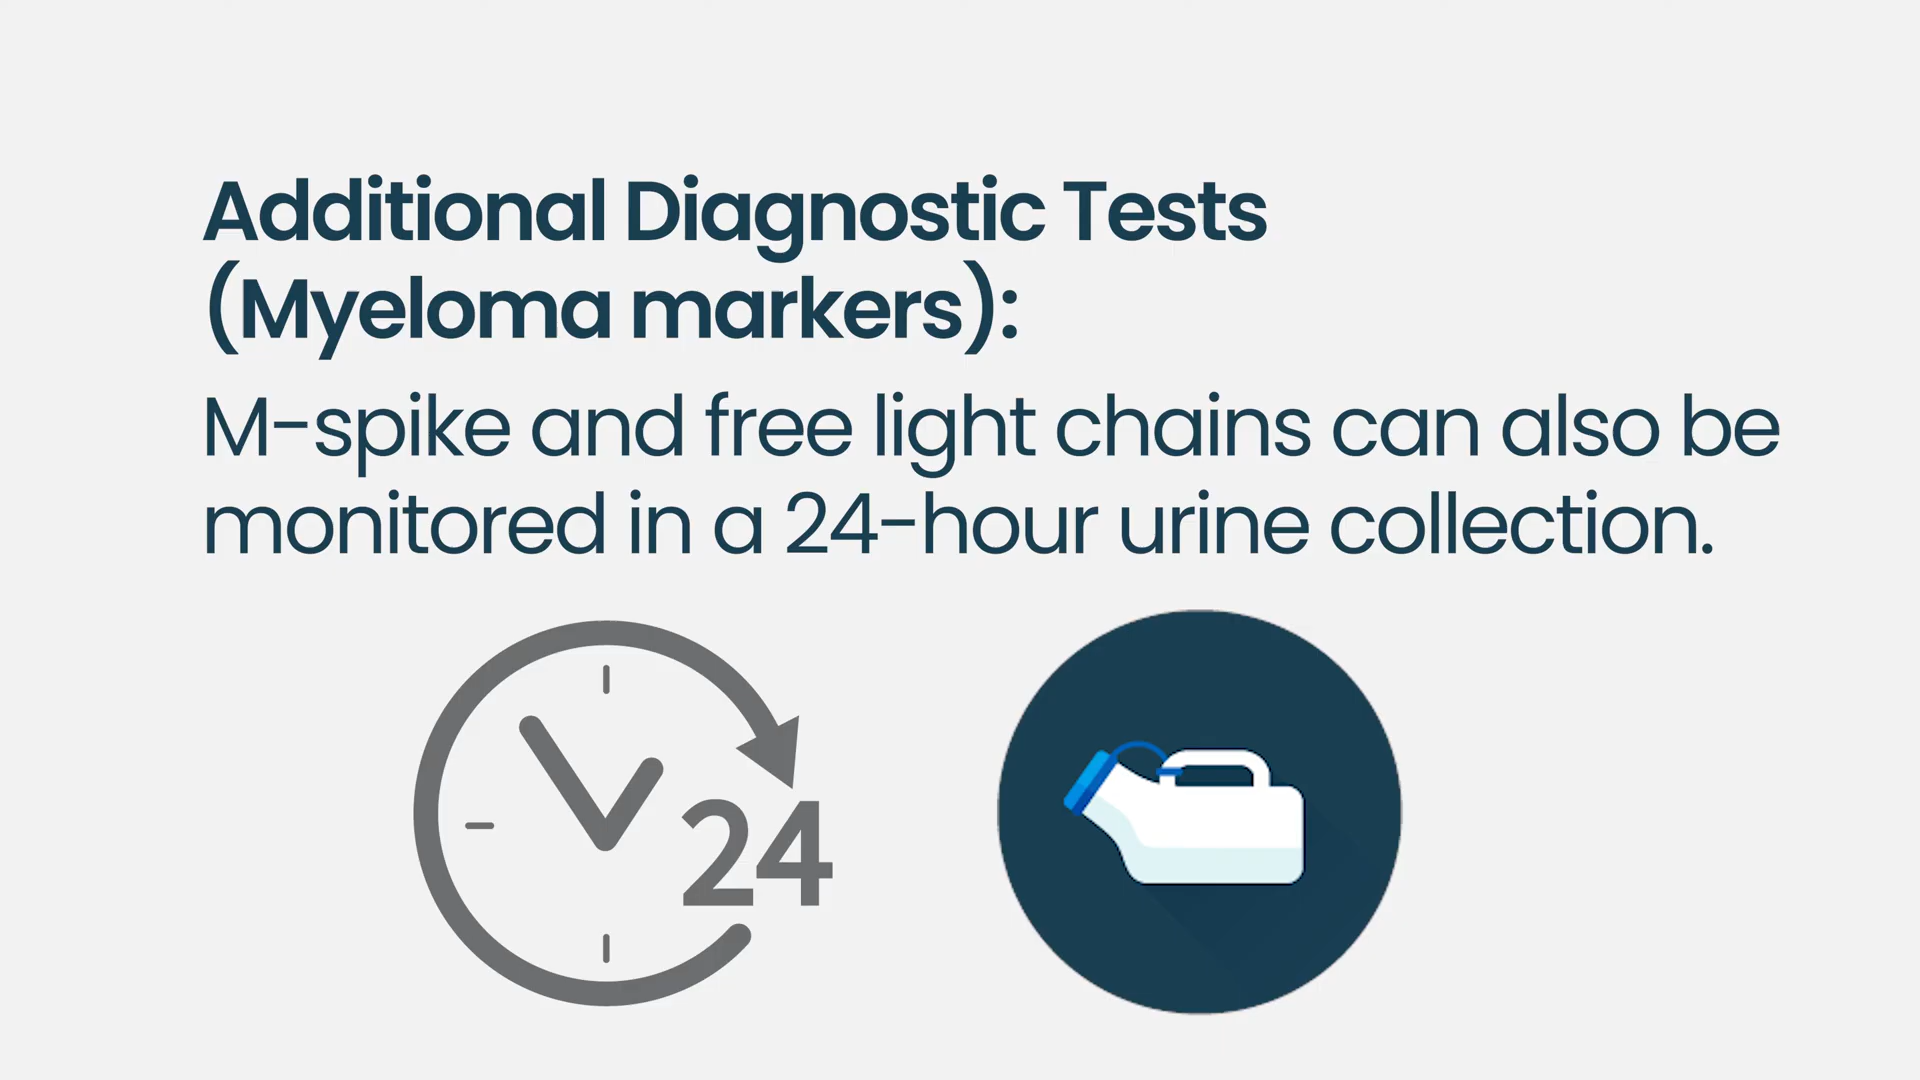 Additional Diagnostic Tests
(Myeloma markers):
M-spike and free light chains can also be
monitored in a 24-hour urine collection.
24